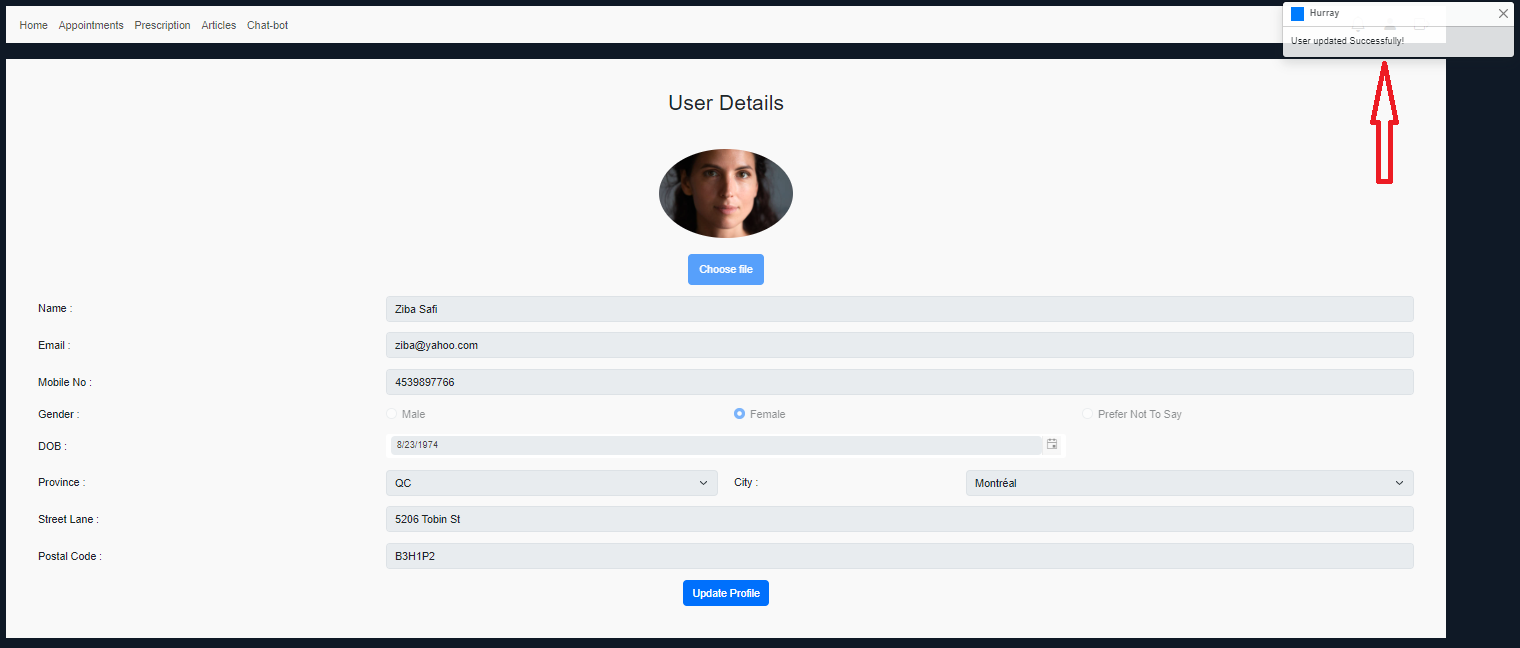 Home Appointments Prescription Articles Chat-bot
Hurray
User updated Successfully!
User Details
Choose file
Name : Ziba Safi
Email : ziba@yahoo.com
Mobile No : 4539897766
Gender : Male Female Prefer Not To Say
DOB : 8/23/1974
Province : QC City : Montréal
Street Lane : 5206 Tobin St
Postal Code : B3H1P2
Update Profile